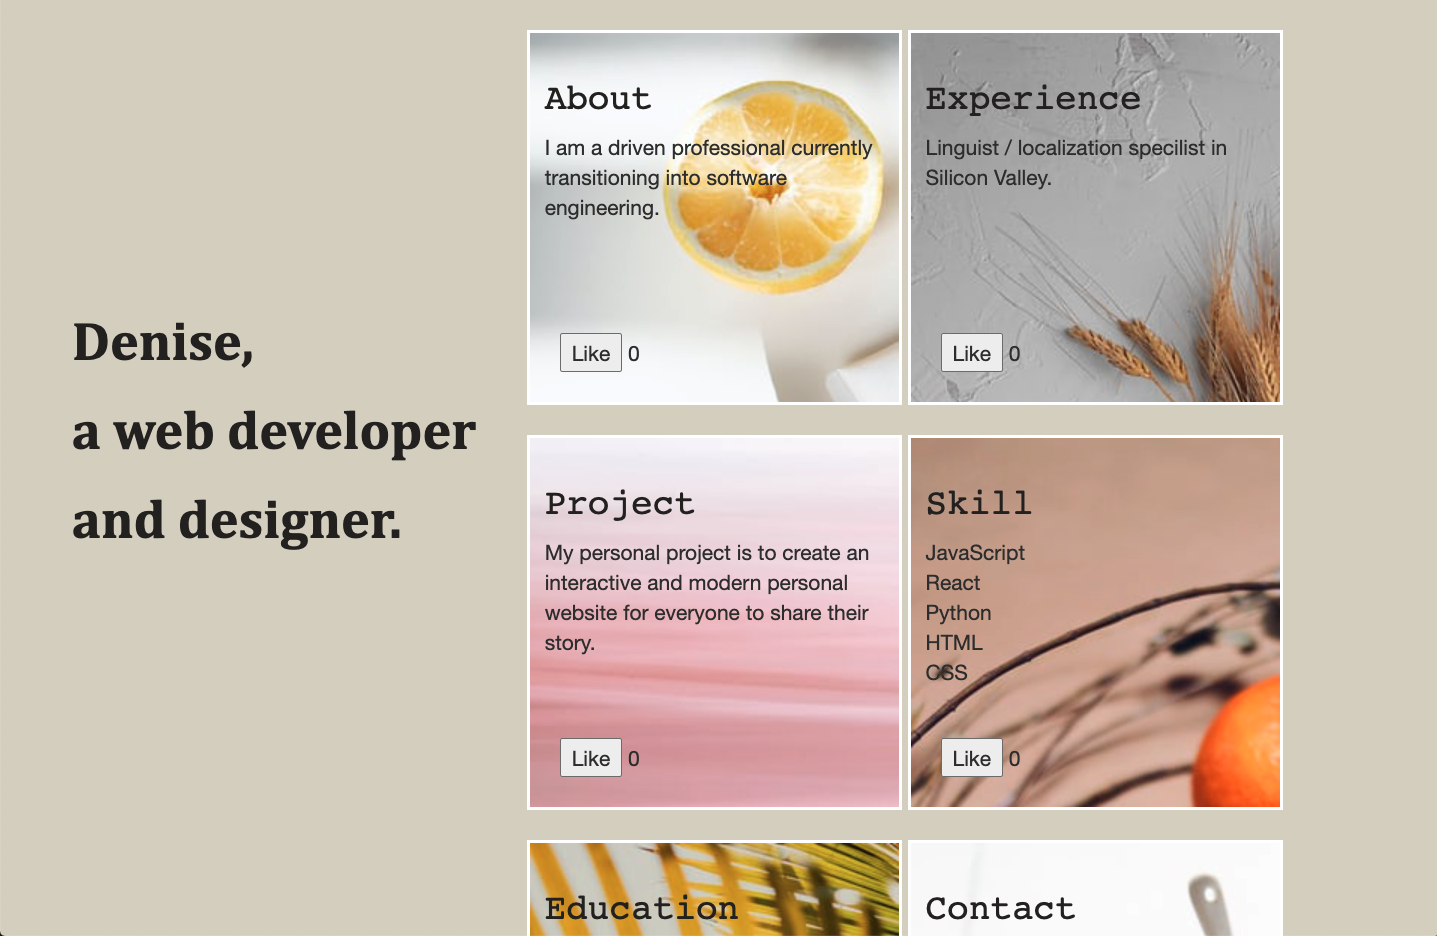 Denise,
a web developer
and designer.
About
I am a driven professional currently
transitioning into software
engineering.
Like 0
Experience
Linguist / localization specilist in
Silicon Valley.
Like 0
Project
My personal project is to create an
interactive and modern personal
website for everyone to share their
story.
Like 0
Skill
JavaScript
React
Python
HTML
CSS
Like 0
Education
Contact